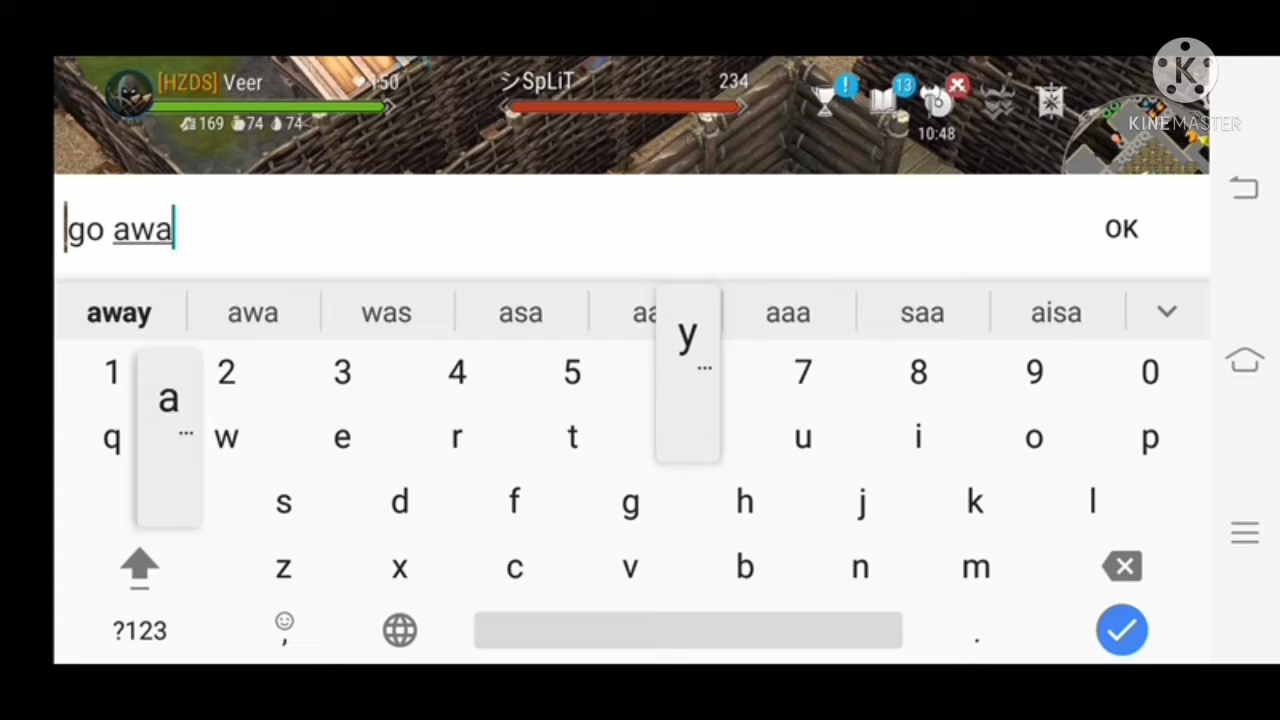 [HZDS] Veer 150 シSpLiT 234 ! 13
169 74 74 10:48
K
KINEMASTER
go awa OK
away awa was asa aaa saa aisa
1 2 3 4 5 7 8 9 0
a y
q w e r t u i o p
s d f g h j k l
z x c v b n m
?123 , .